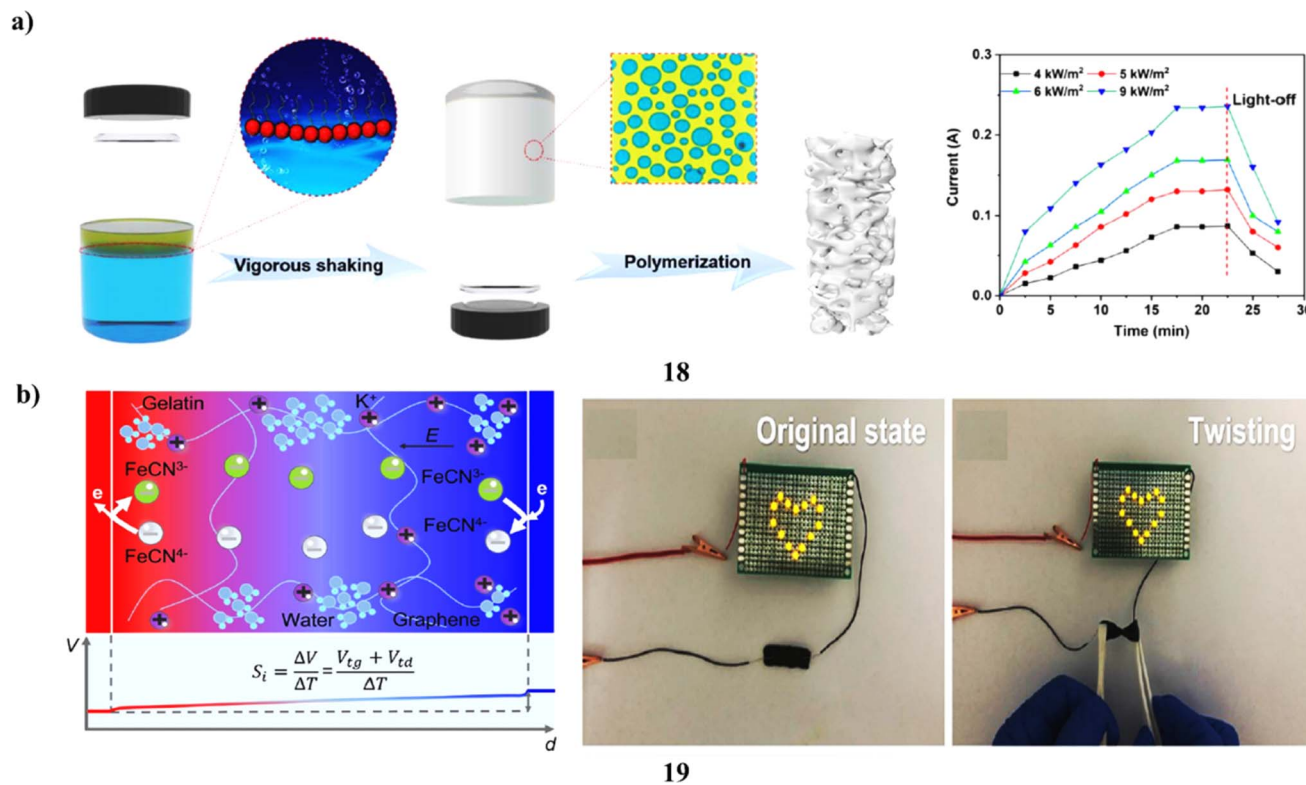 a)
Vigorous shaking
Polymerization
0.3
0.2
0.1
0.0
Current (A)
4 kW/m²
5 kW/m²
6 kW/m²
9 kW/m²
Light-off
0
5
10
15
20
25
30
Time (min)
18
b)
Gelatin
K⁺
E
FeCN³⁻
FeCN³⁻
e
e
FeCN⁴⁻
FeCN⁴⁻
Water
Graphene
V
Sᵢ = ΔV/ΔT = (V_tg + V_td)/ΔT
d
Original state
Twisting
19